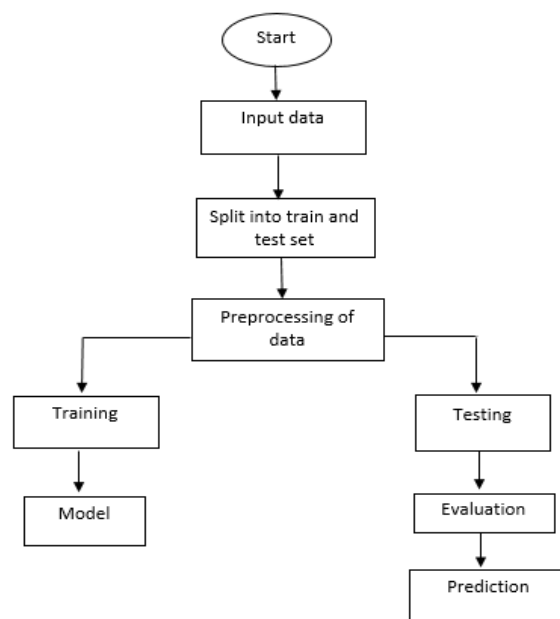 Start
Input data
Split into train and
test set
Preprocessing of
data
Training
Testing
Model
Evaluation
Prediction